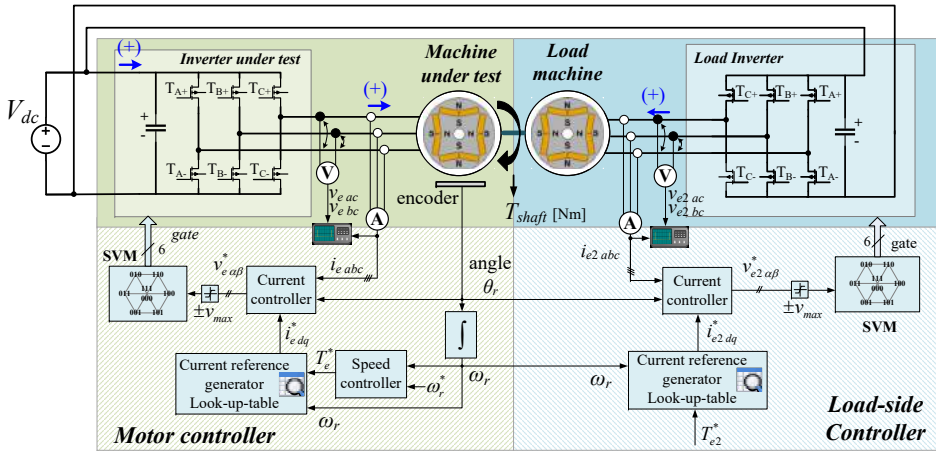 V_dc
(+)
Inverter under test
T_A+ T_B+ T_C+
T_A- T_B- T_C-
+
-
(+)
Machine
under test
N
S
S
N
S
N
S
N
encoder
T_shaft [Nm]
Load
machine
N
S
S
N
S
N
S
N
(+)
Load Inverter
T_C+ T_B+ T_A+
T_C- T_B- T_A-
+
-
V
v_e ac
v_e bc
A
V
v_e2 ac
v_e2 bc
A
gate
6
SVM
010 110
011 111 100
000
001 101
v*_e αβ
±v_max
i_e abc
Current
controller
angle
θ_r
i_e2 abc
Current
controller
v*_e2 αβ
±v_max
6
gate
010 110
011 111 100
000
001 101
SVM
i*_e dq
∫
i*_e2 dq
Current reference
generator
Look-up-table
T*_e
Speed
controller
ω*_r
ω_r
ω_r
ω_r
Current reference
generator
Look-up-table
T*_e2
Motor controller
Load-side
Controller